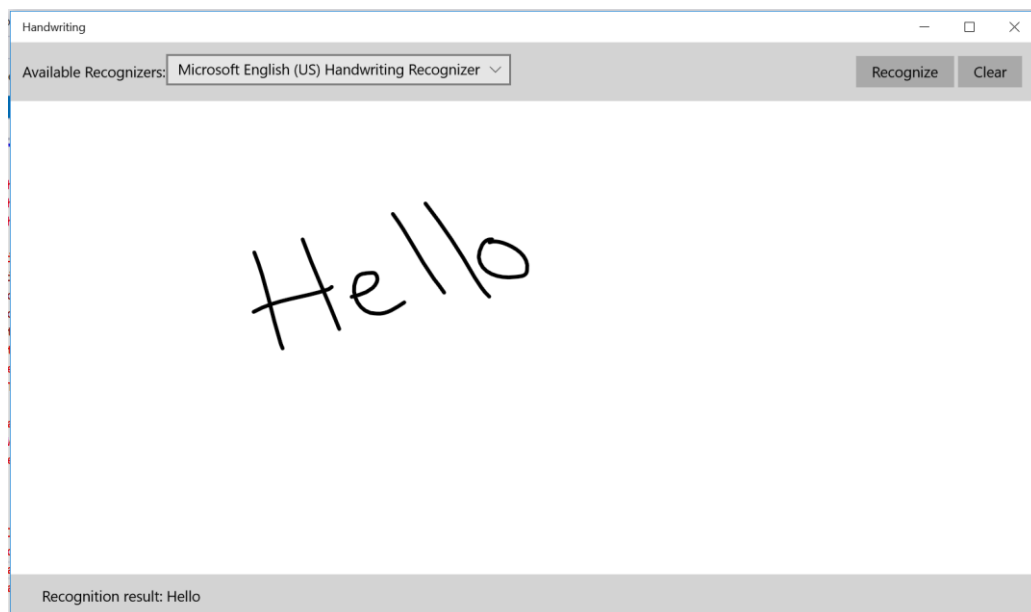 Handwriting
Available Recognizers: Microsoft English (US) Handwriting Recognizer Recognize Clear
Hello
Recognition result: Hello